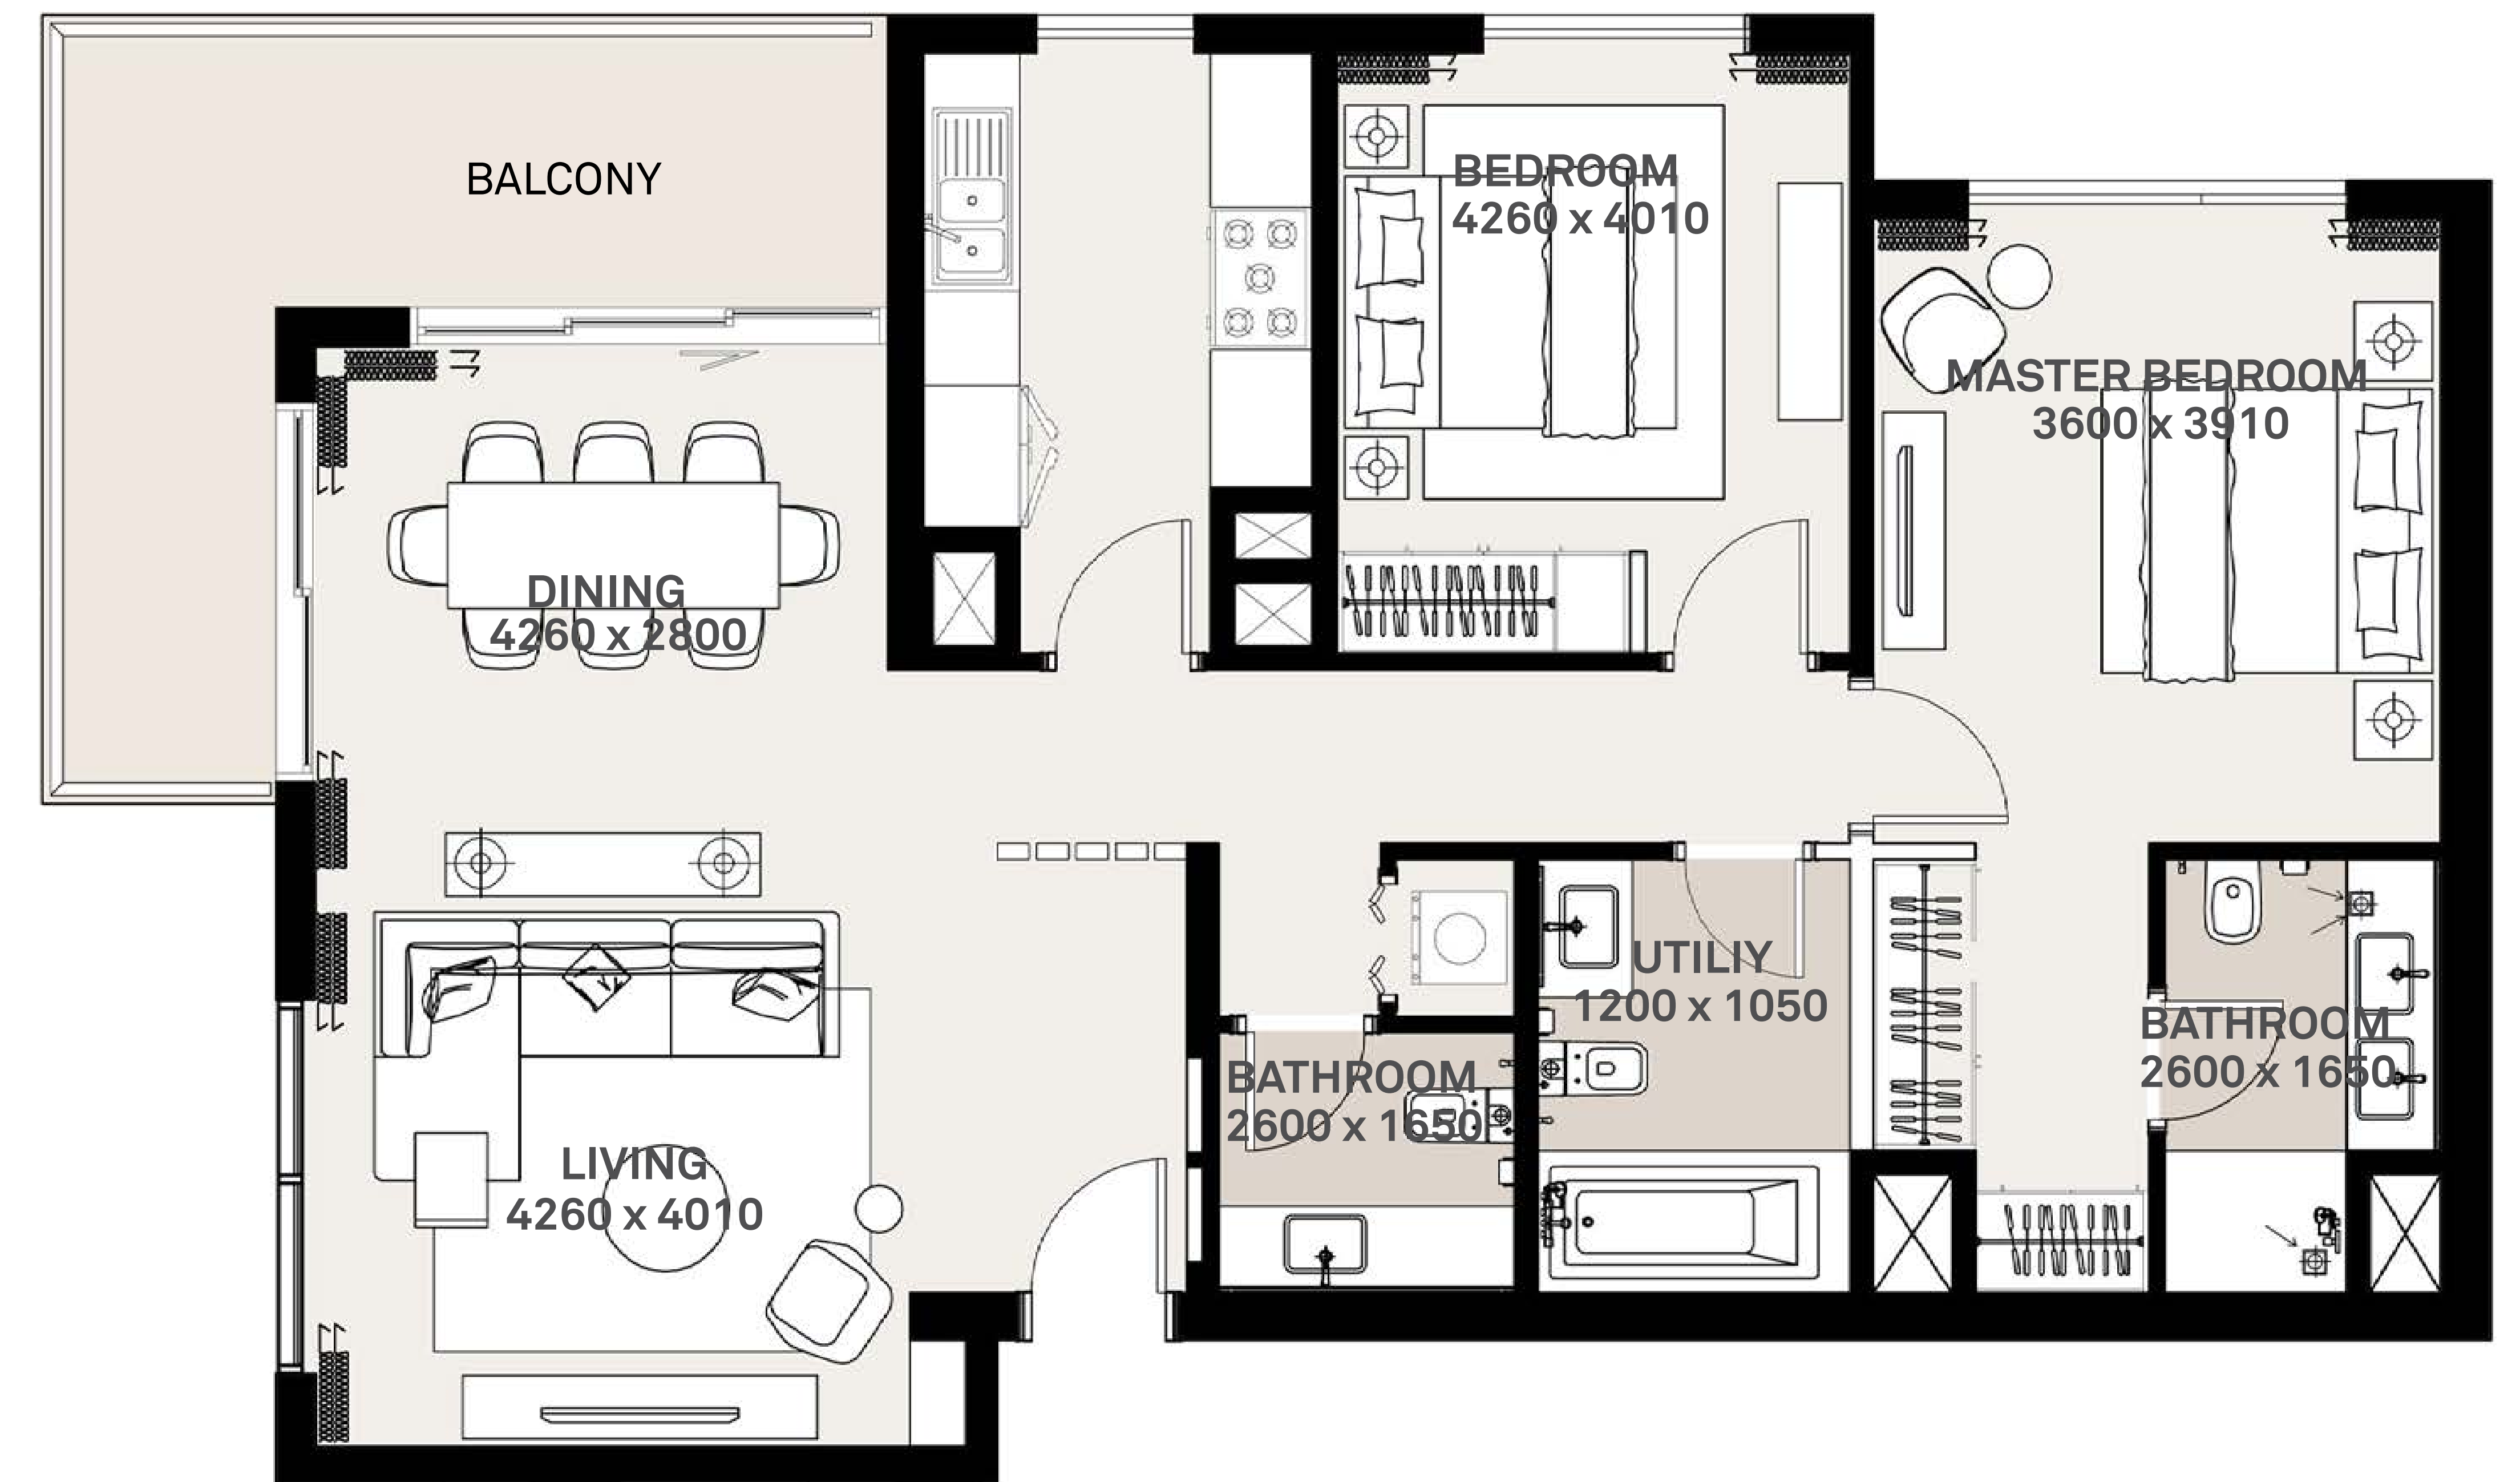 BALCONY
BEDROOM
4260 x 4010
MASTER BEDROOM
3600 x 3910
DINING
4260 x 2800
UTILIY
1200 x 1050
BATHROOM
2600 x 1650
BATHROOM
2600 x 1650
LIVING
4260 x 4010